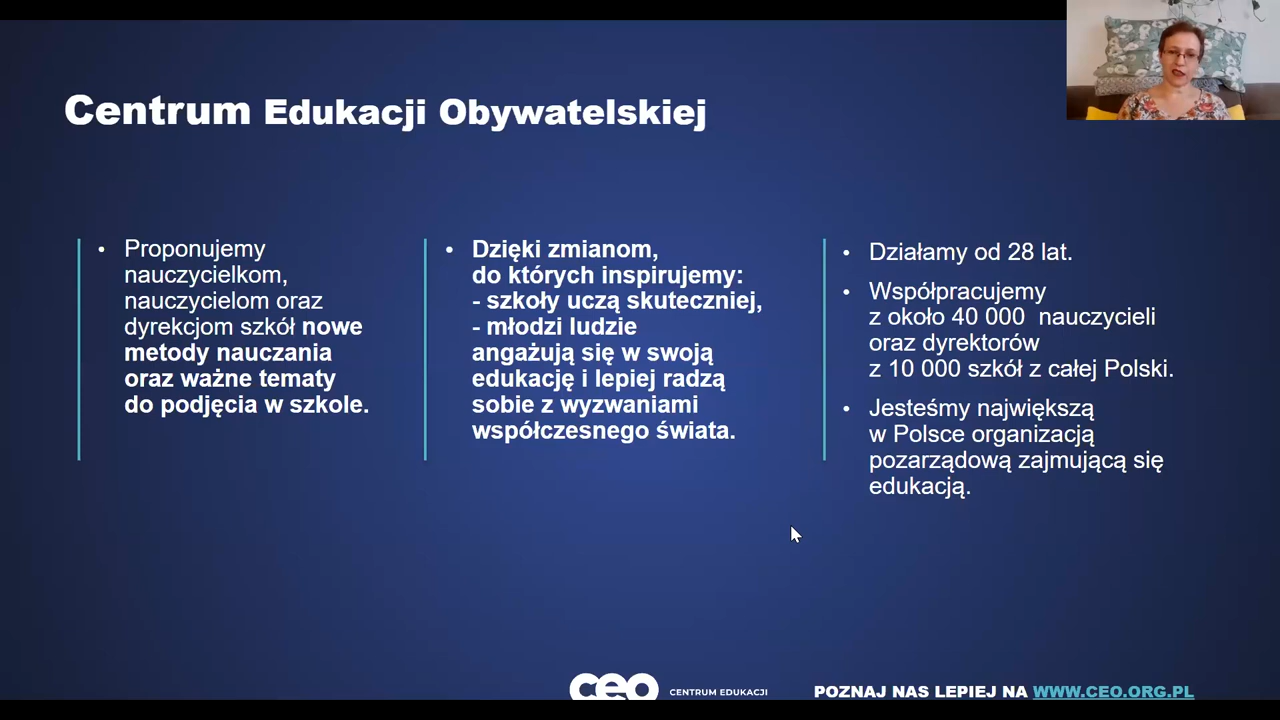 Centrum Edukacji Obywatelskiej
• Proponujemy
nauczycielkom,
nauczycielom oraz
dyrekcjom szkół nowe
metody nauczania
oraz ważne tematy
do podjęcia w szkole.
• Dzięki zmianom,
do których inspirujemy:
- szkoły uczą skuteczniej,
- młodzi ludzie
angażują się w swoją
edukację i lepiej radzą
sobie z wyzwaniami
współczesnego świata.
• Działamy od 28 lat.
• Współpracujemy
z około 40 000 nauczycieli
oraz dyrektorów
z 10 000 szkół z całej Polski.
• Jesteśmy największą
w Polsce organizacją
pozarządową zajmującą się
edukacją.
ceo CENTRUM EDUKACJI
POZNAJ NAS LEPIEJ NA WWW.CEO.ORG.PL